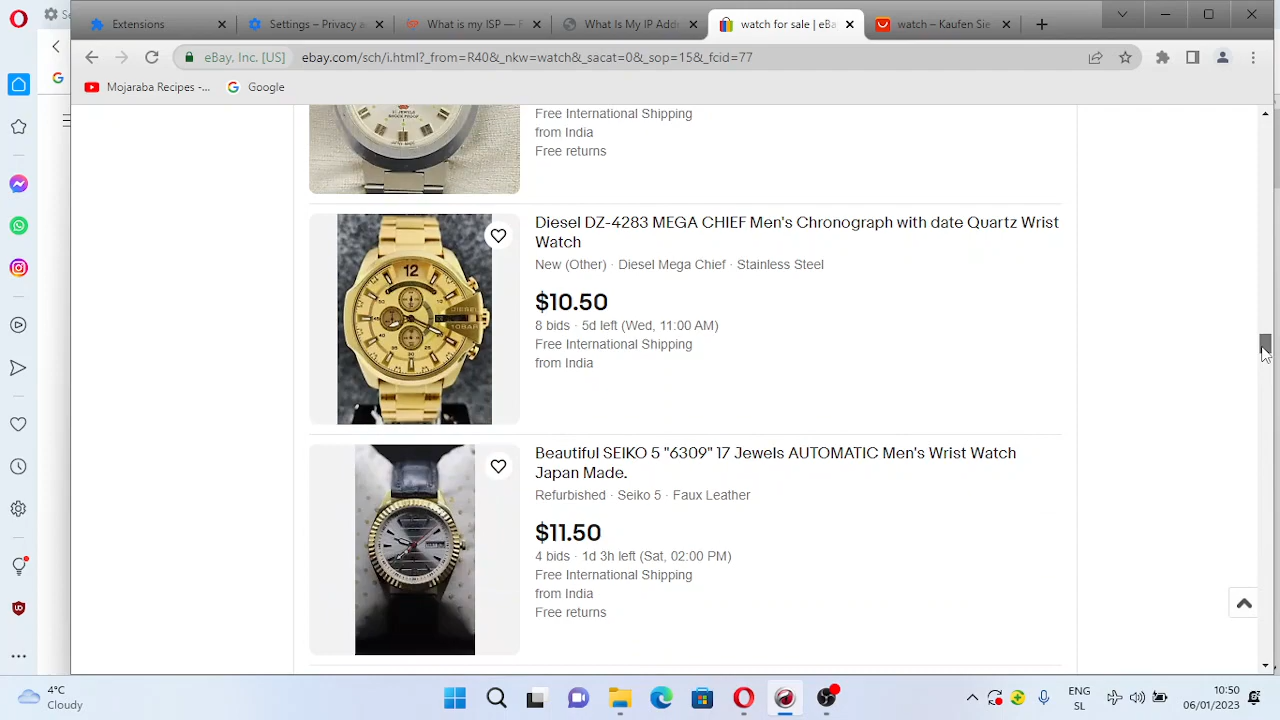 Se
Extensions
Settings – Privacy a
What is my ISP — F
What Is My IP Addr
watch for sale | eBa
watch – Kaufen Sie
eBay, Inc. [US]
ebay.com/sch/i.html?_from=R40&_nkw=watch&_sacat=0&_sop=15&_fcid=77
Mojaraba Recipes -...
Google
Free International Shipping
from India
Free returns
Diesel DZ-4283 MEGA CHIEF Men's Chronograph with date Quartz Wrist
Watch
New (Other) · Diesel Mega Chief · Stainless Steel
$10.50
8 bids · 5d left (Wed, 11:00 AM)
Free International Shipping
from India
12
DIESEL
10BAR
Beautiful SEIKO 5 "6309" 17 Jewels AUTOMATIC Men's Wrist Watch
Japan Made.
Refurbished · Seiko 5 · Faux Leather
$11.50
4 bids · 1d 3h left (Sat, 02:00 PM)
Free International Shipping
from India
Free returns
4°C
Cloudy
ENG
SL
10:50
06/01/2023